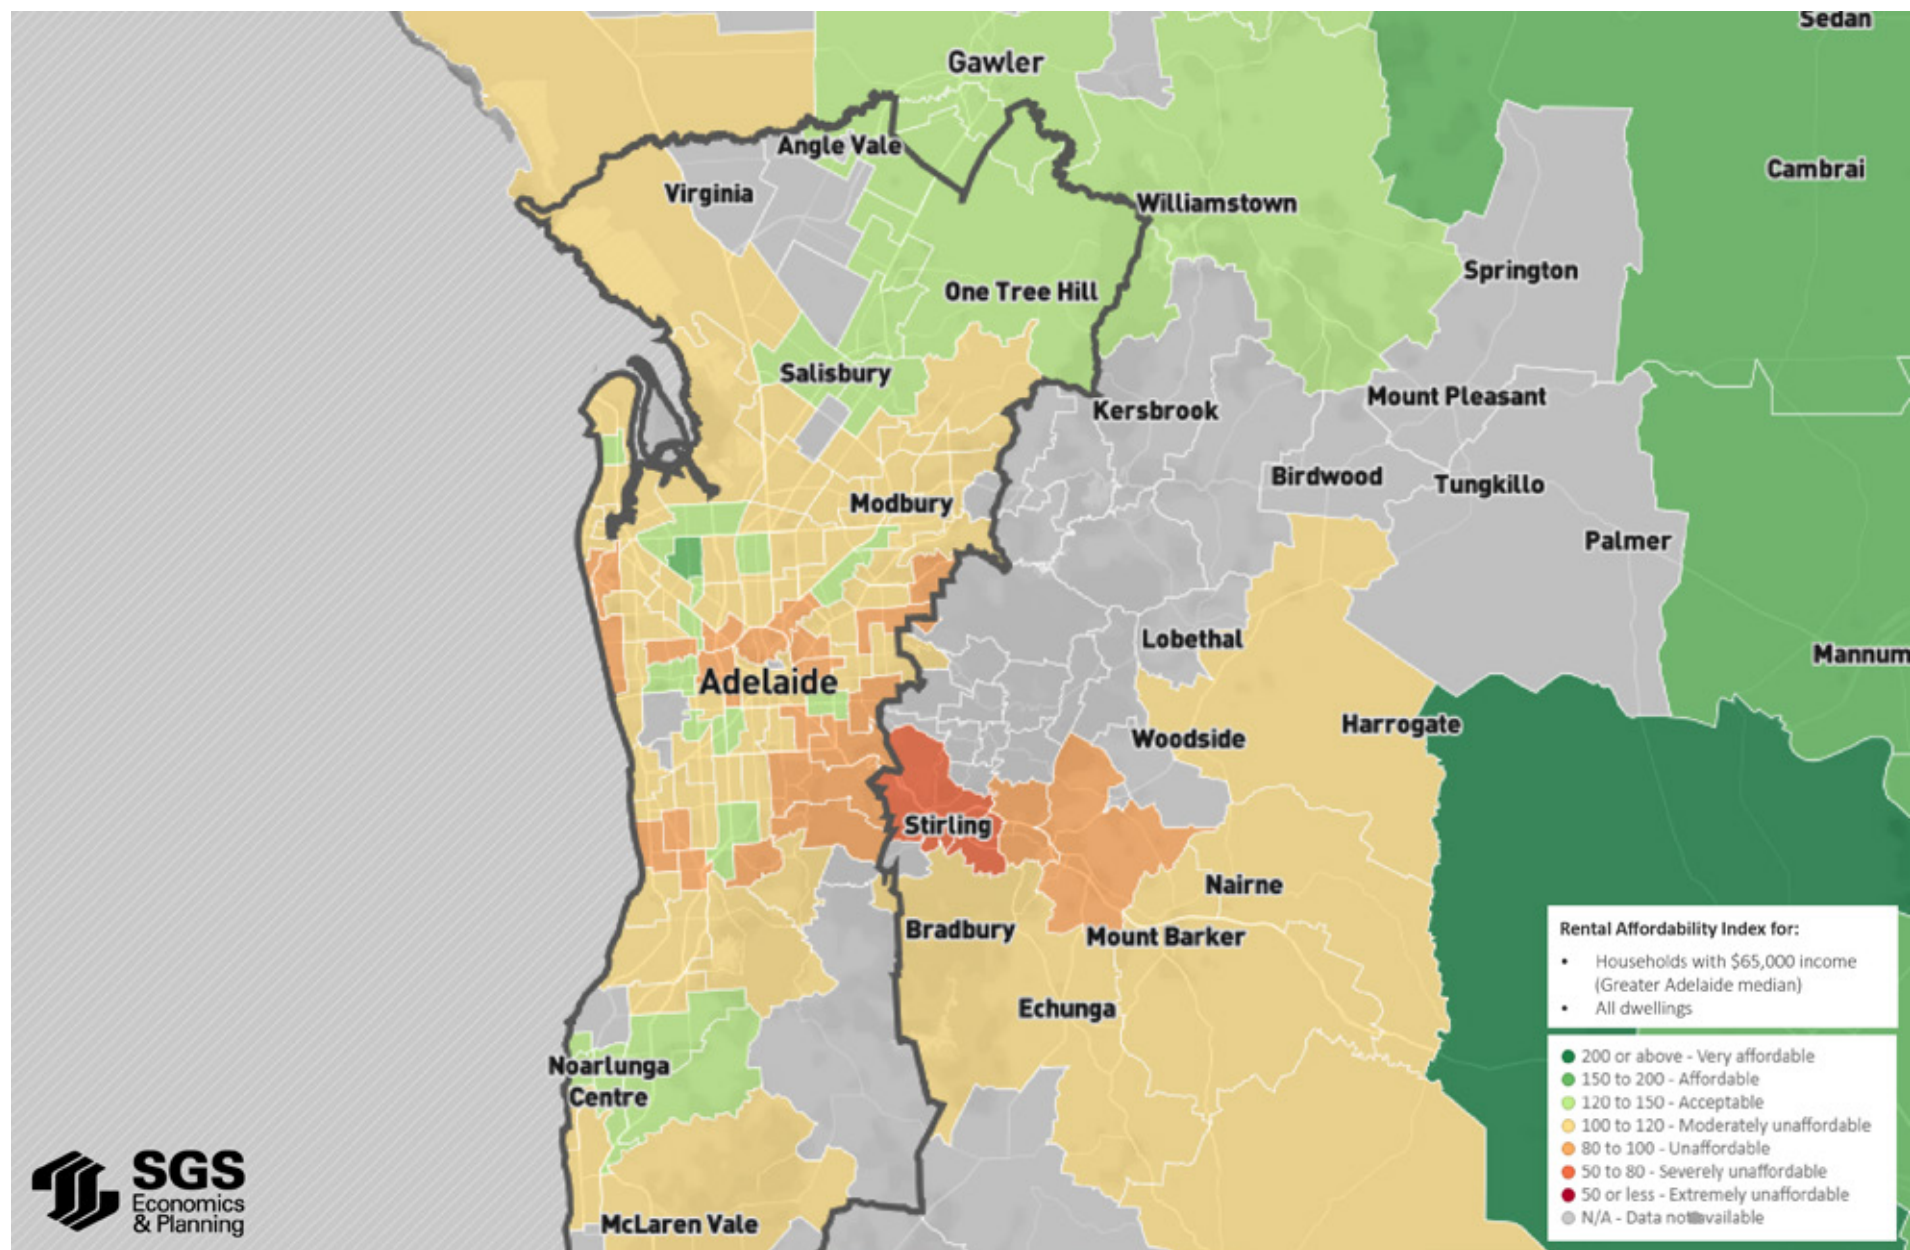 Sedan
Gawler
Angle Vale
Cambrai
Virginia
Williamstown
Springton
One Tree Hill
Salisbury
Mount Pleasant
Kersbrook
Birdwood
Tungkillo
Modbury
Palmer
Lobethal
Mannum
Adelaide
Harrogate
Woodside
Stirling
Nairne
Bradbury
Mount Barker
Echunga
Noarlunga
Centre
McLaren Vale
SGS
Economics
& Planning
Rental Affordability Index for:
• Households with $65,000 income
(Greater Adelaide median)
• All dwellings
200 or above - Very affordable
150 to 200 - Affordable
120 to 150 - Acceptable
100 to 120 - Moderately unaffordable
80 to 100 - Unaffordable
50 to 80 - Severely unaffordable
50 or less - Extremely unaffordable
N/A - Data not available